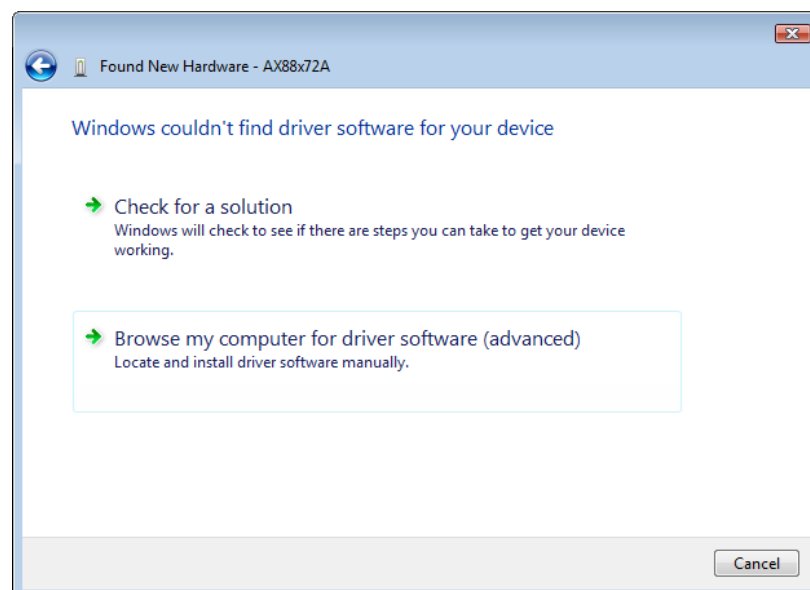 Found New Hardware - AX88x72A
Windows couldn't find driver software for your device
Check for a solution
Windows will check to see if there are steps you can take to get your device
working.
Browse my computer for driver software (advanced)
Locate and install driver software manually.
Cancel